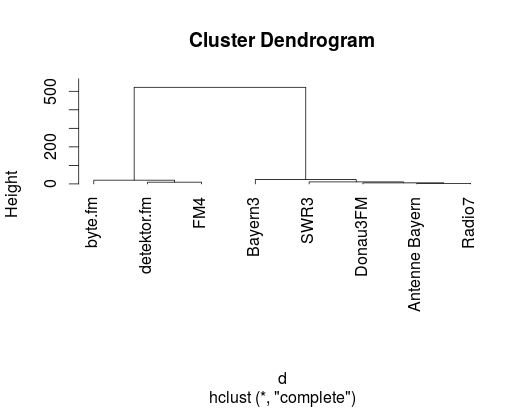 Cluster Dendrogram
Height
500
200
0
byte.fm
detektor.fm
FM4
Bayern3
SWR3
Donau3FM
Antenne Bayern
Radio7
d
hclust (*, "complete")